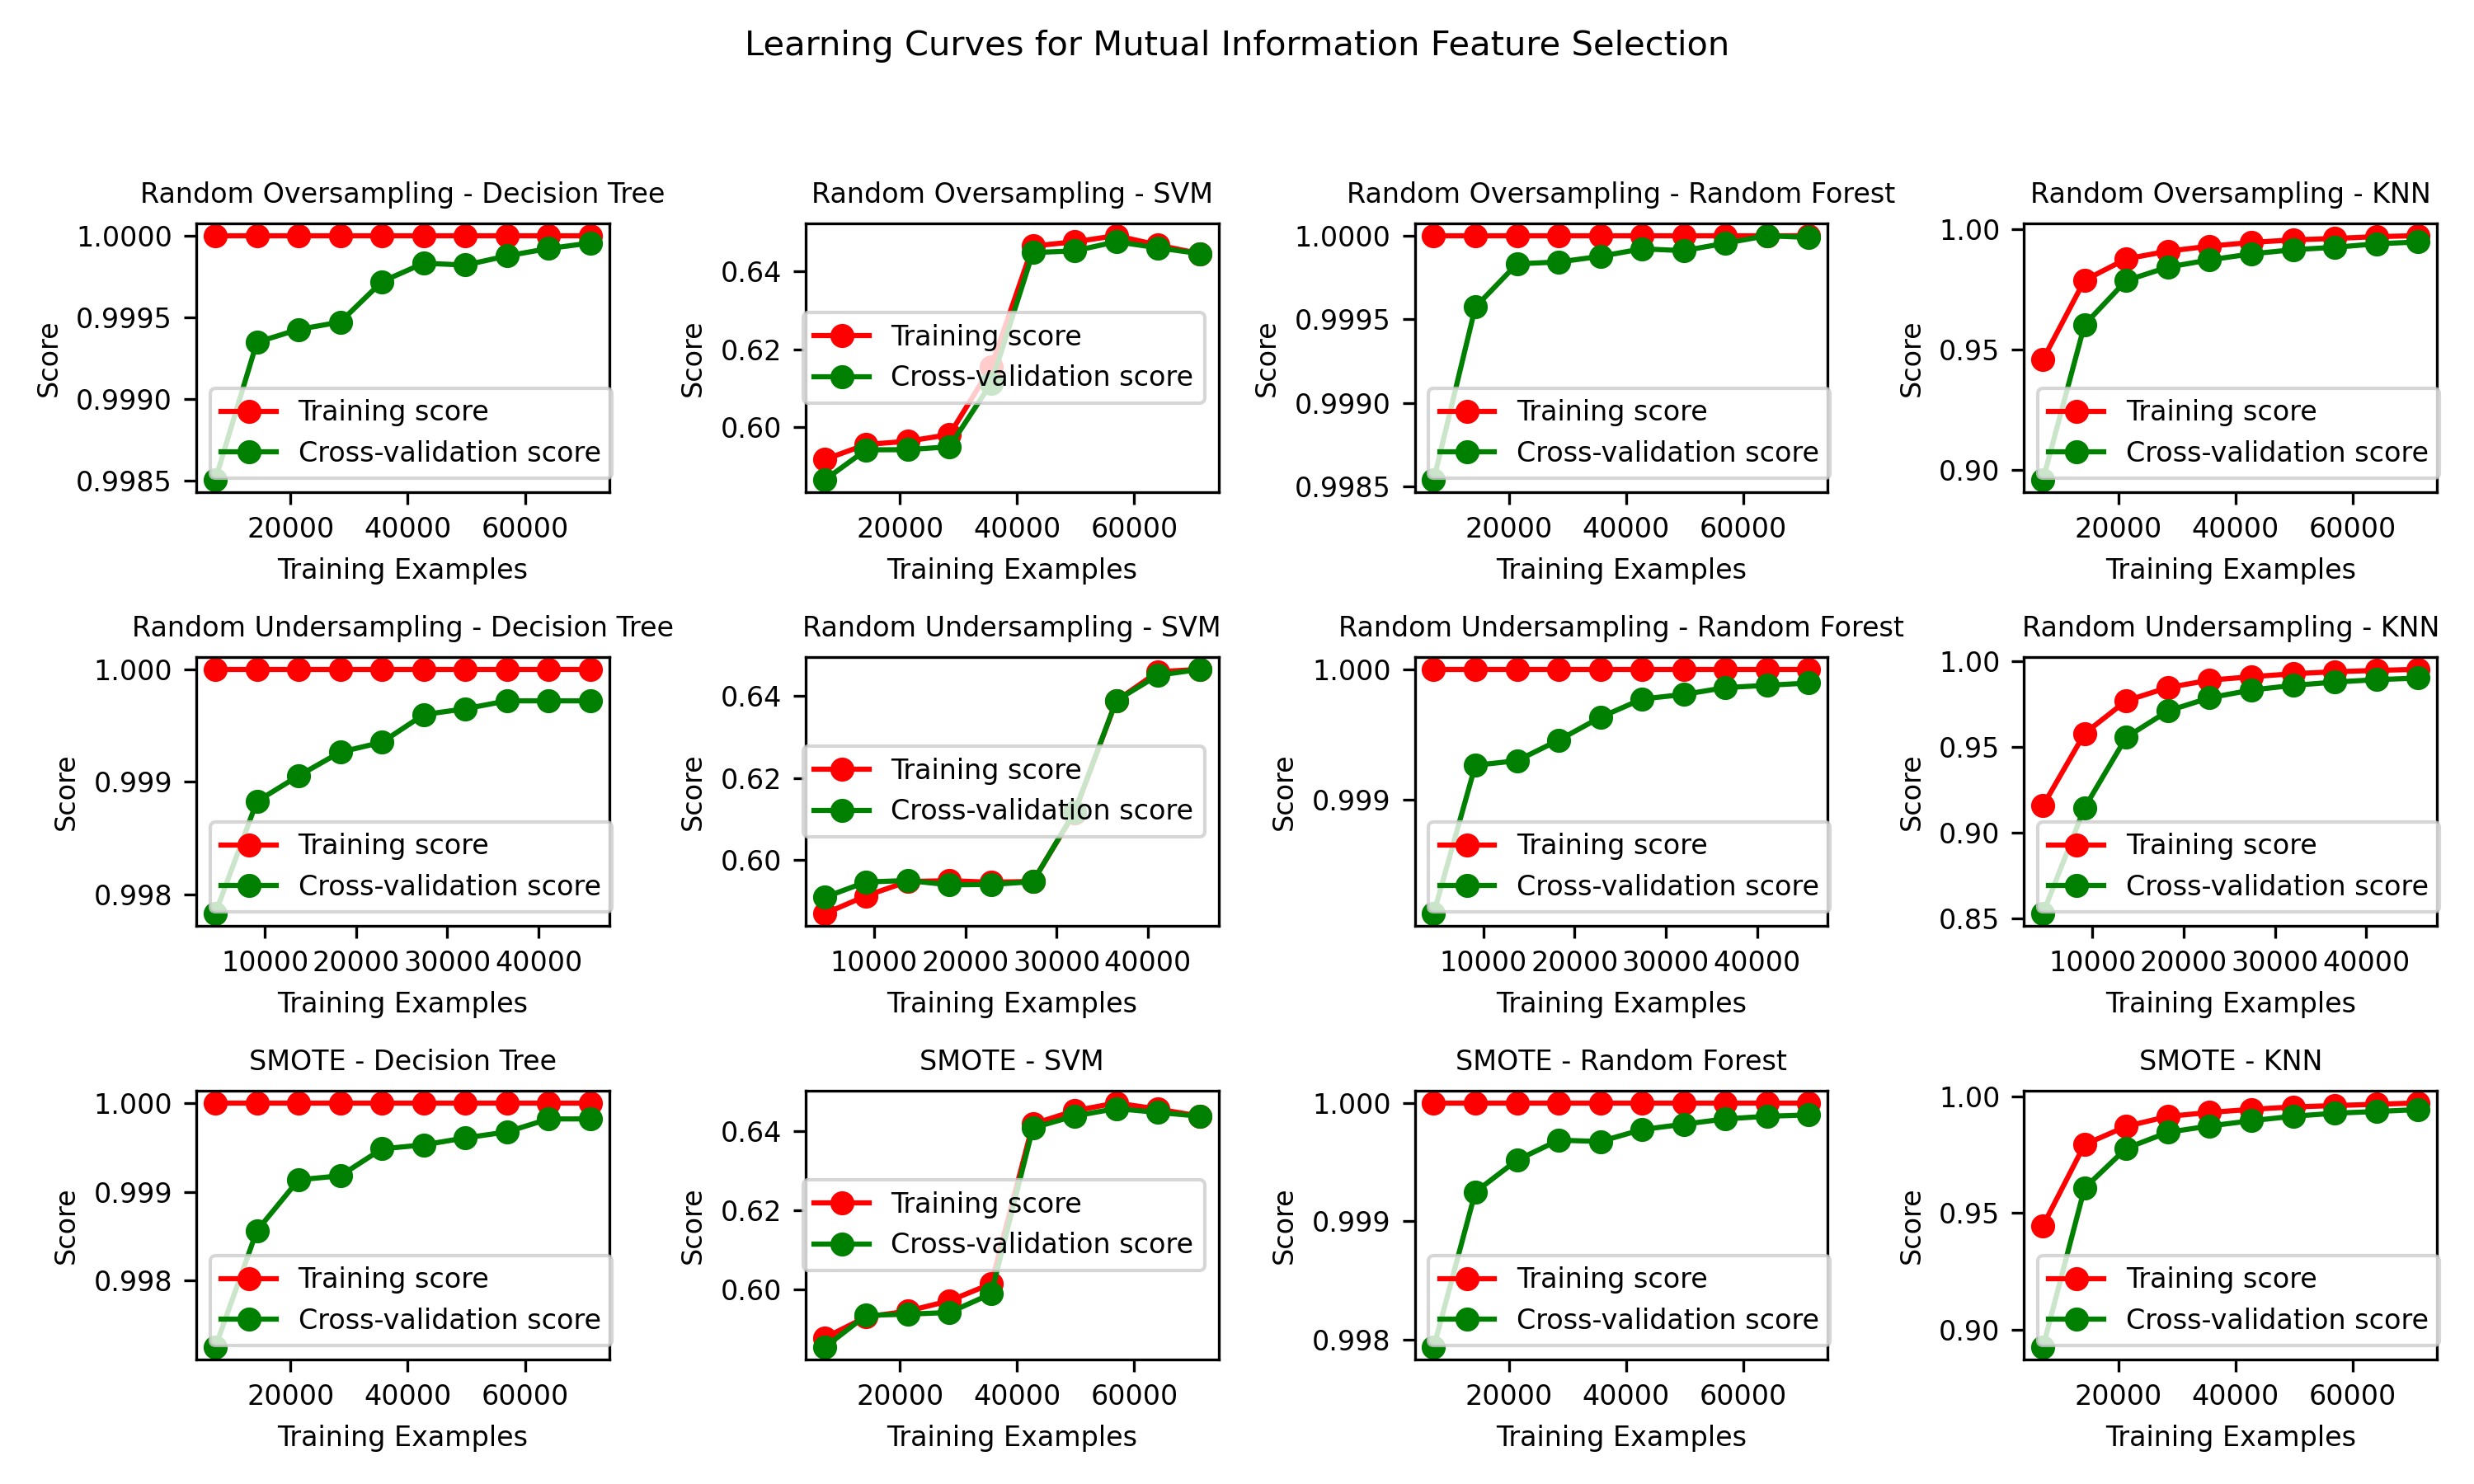 Learning Curves for Mutual Information Feature Selection
Random Oversampling - Decision Tree
1.0000
0.9995
0.9990
0.9985
Score
Training score
Cross-validation score
20000 40000 60000
Training Examples
Random Oversampling - SVM
0.64
0.62
0.60
Score
Training score
Cross-validation score
20000 40000 60000
Training Examples
Random Oversampling - Random Forest
1.0000
0.9995
0.9990
0.9985
Score
Training score
Cross-validation score
20000 40000 60000
Training Examples
Random Oversampling - KNN
1.00
0.95
0.90
Score
Training score
Cross-validation score
20000 40000 60000
Training Examples
Random Undersampling - Decision Tree
1.000
0.999
0.998
Score
Training score
Cross-validation score
10000 20000 30000 40000
Training Examples
Random Undersampling - SVM
0.64
0.62
0.60
Score
Training score
Cross-validation score
10000 20000 30000 40000
Training Examples
Random Undersampling - Random Forest
1.000
0.999
Score
Training score
Cross-validation score
10000 20000 30000 40000
Training Examples
Random Undersampling - KNN
1.00
0.95
0.90
0.85
Score
Training score
Cross-validation score
10000 20000 30000 40000
Training Examples
SMOTE - Decision Tree
1.000
0.999
0.998
Score
Training score
Cross-validation score
20000 40000 60000
Training Examples
SMOTE - SVM
0.64
0.62
0.60
Score
Training score
Cross-validation score
20000 40000 60000
Training Examples
SMOTE - Random Forest
1.000
0.999
0.998
Score
Training score
Cross-validation score
20000 40000 60000
Training Examples
SMOTE - KNN
1.00
0.95
0.90
Score
Training score
Cross-validation score
20000 40000 60000
Training Examples